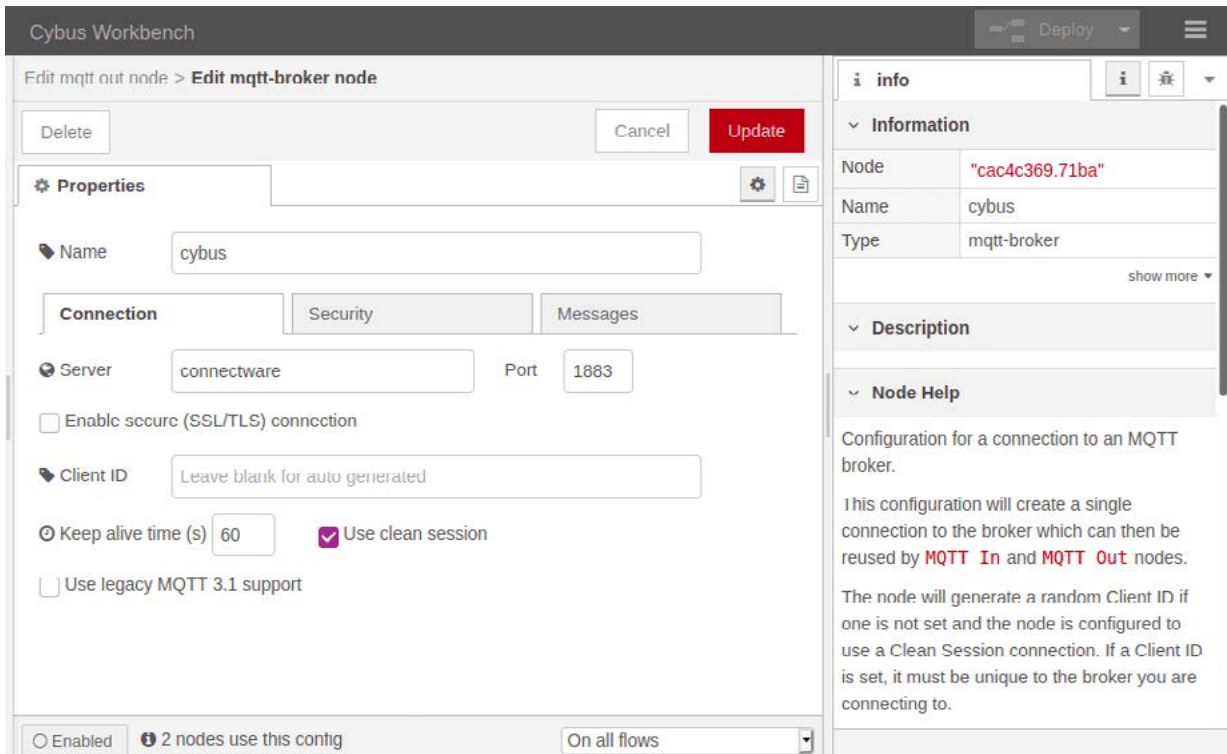 Cybus Workbench
Deploy
Edit mqtt out node > Edit mqtt-broker node
Delete
Cancel
Update
Properties
Name
cybus
Connection
Security
Messages
Server
connectware
Port
1883
Enable secure (SSL/TLS) connection
Client ID
Leave blank for auto generated
Keep alive time (s)
60
Use clean session
Use legacy MQTT 3.1 support
Enabled
2 nodes use this config
On all flows
info
Information
Node
"cac4c369.71ba"
Name
cybus
Type
mqtt-broker
show more
Description
Node Help
Configuration for a connection to an MQTT
broker.
This configuration will create a single
connection to the broker which can then be
reused by MQTT In and MQTT Out nodes.
The node will generate a random Client ID if
one is not set and the node is configured to
use a Clean Session connection. If a Client ID
is set, it must be unique to the broker you are
connecting to.